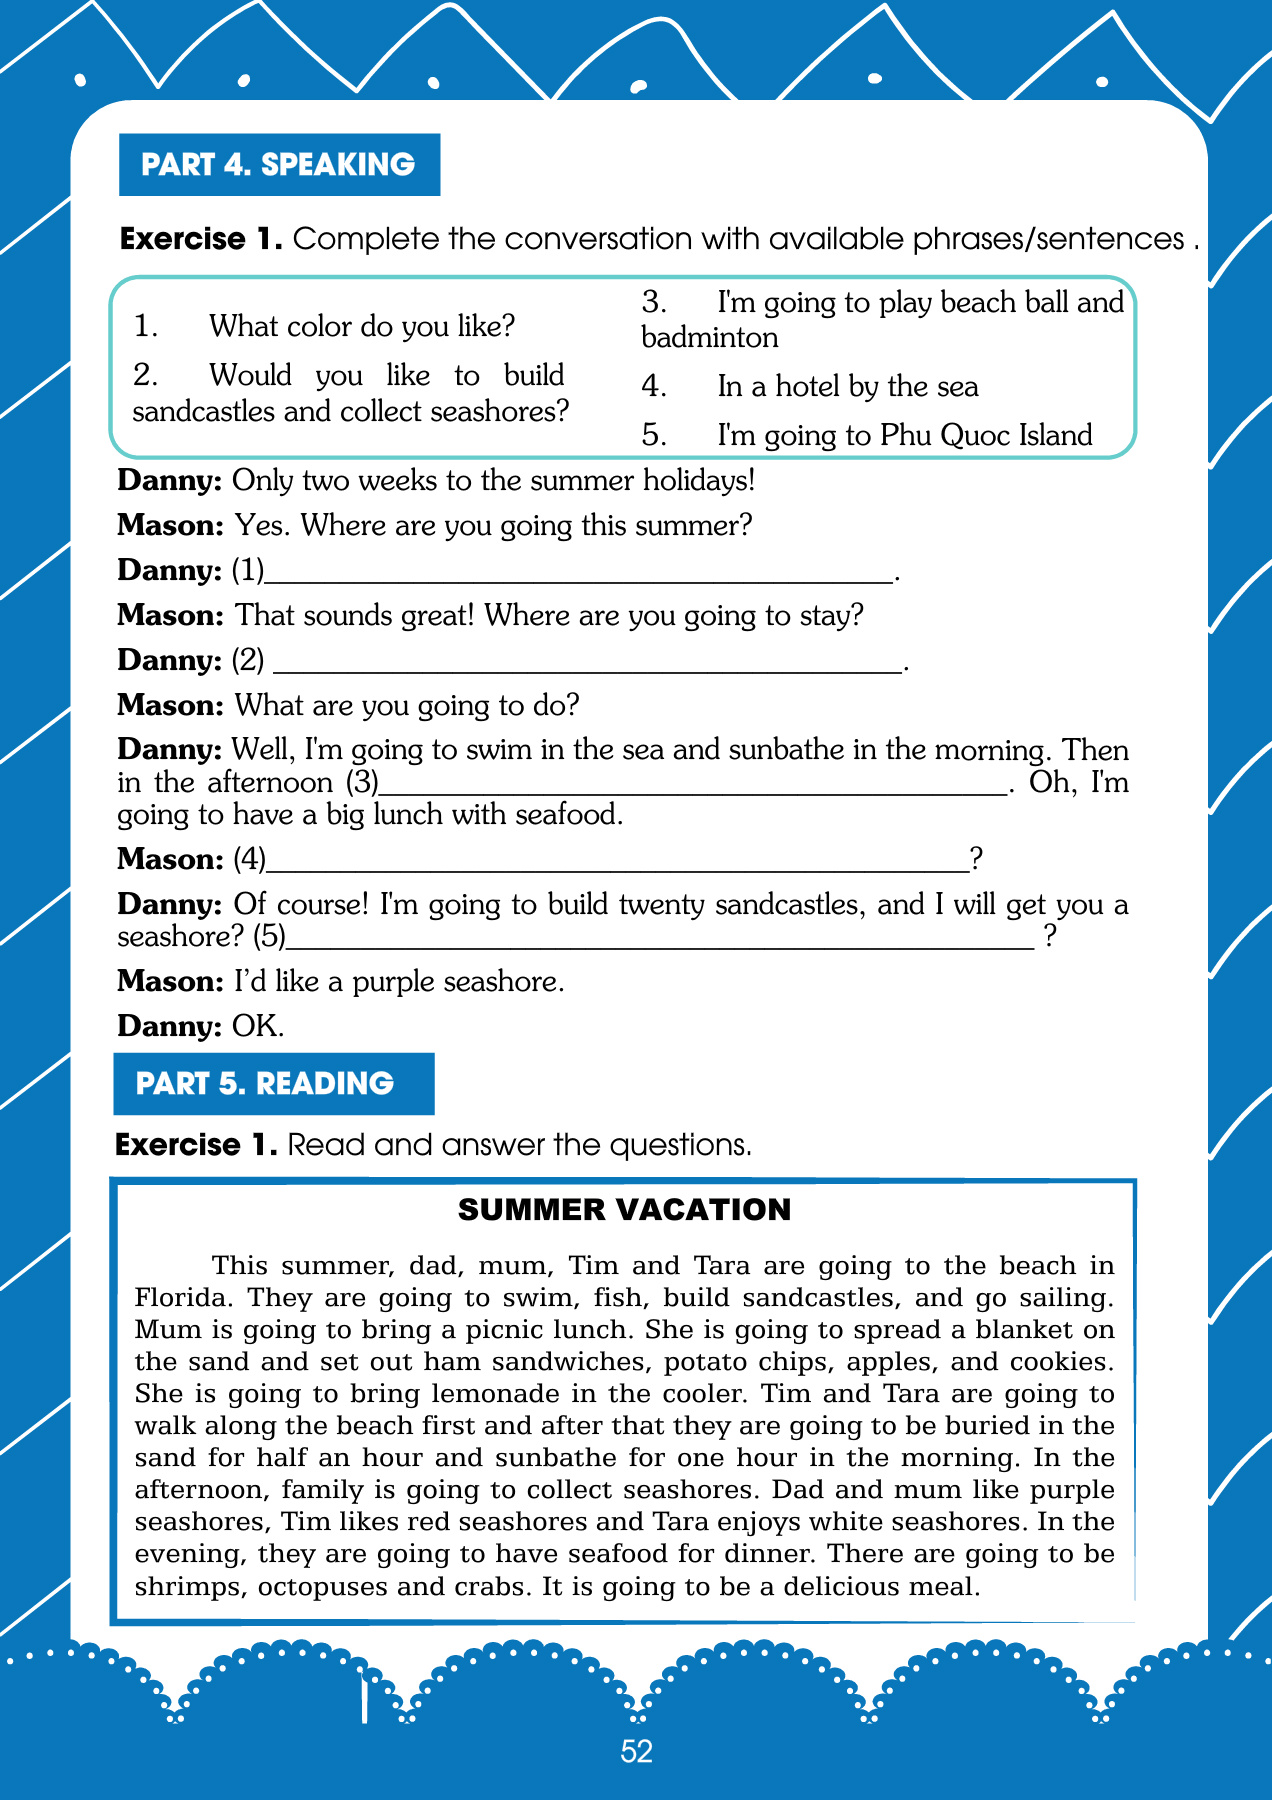 PART 4. SPEAKING
Exercise 1. Complete the conversation with available phrases/sentences .
1. What color do you like?
2. Would you like to build
sandcastles and collect seashores?
3. I'm going to play beach ball and
badminton
4. In a hotel by the sea
5. I'm going to Phu Quoc Island
Danny: Only two weeks to the summer holidays!
Mason: Yes. Where are you going this summer?
Danny: (1)__________________________________________.
Mason: That sounds great! Where are you going to stay?
Danny: (2) __________________________________________.
Mason: What are you going to do?
Danny: Well, I'm going to swim in the sea and sunbathe in the morning. Then
in the afternoon (3)__________________________________________. Oh, I'm
going to have a big lunch with seafood.
Mason: (4)_______________________________________________?
Danny: Of course! I'm going to build twenty sandcastles, and I will get you a
seashore? (5)__________________________________________________ ?
Mason: I’d like a purple seashore.
Danny: OK.
PART 5. READING
Exercise 1. Read and answer the questions.
SUMMER VACATION
This summer, dad, mum, Tim and Tara are going to the beach in
Florida. They are going to swim, fish, build sandcastles, and go sailing.
Mum is going to bring a picnic lunch. She is going to spread a blanket on
the sand and set out ham sandwiches, potato chips, apples, and cookies.
She is going to bring lemonade in the cooler. Tim and Tara are going to
walk along the beach first and after that they are going to be buried in the
sand for half an hour and sunbathe for one hour in the morning. In the
afternoon, family is going to collect seashores. Dad and mum like purple
seashores, Tim likes red seashores and Tara enjoys white seashores. In the
evening, they are going to have seafood for dinner. There are going to be
shrimps, octopuses and crabs. It is going to be a delicious meal.
52